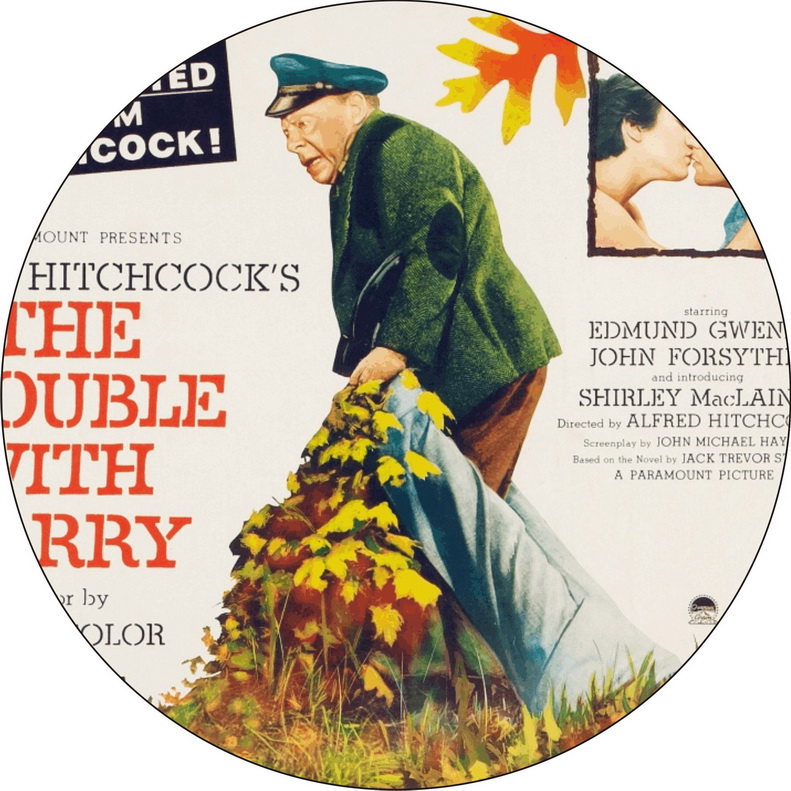 TED
M
COCK!
MOUNT PRESENTS
HITCHCOCK'S
THE
OUBLE
WITH
RRY
or by
OLOR
starring
EDMUND GWEN
JOHN FORSYTH
and introducing
SHIRLEY MacLAIN
Directed by ALFRED HITCHCO
Screenplay by JOHN MICHAEL HAY
Based on the Novel by JACK TREVOR S
A PARAMOUNT PICTURE